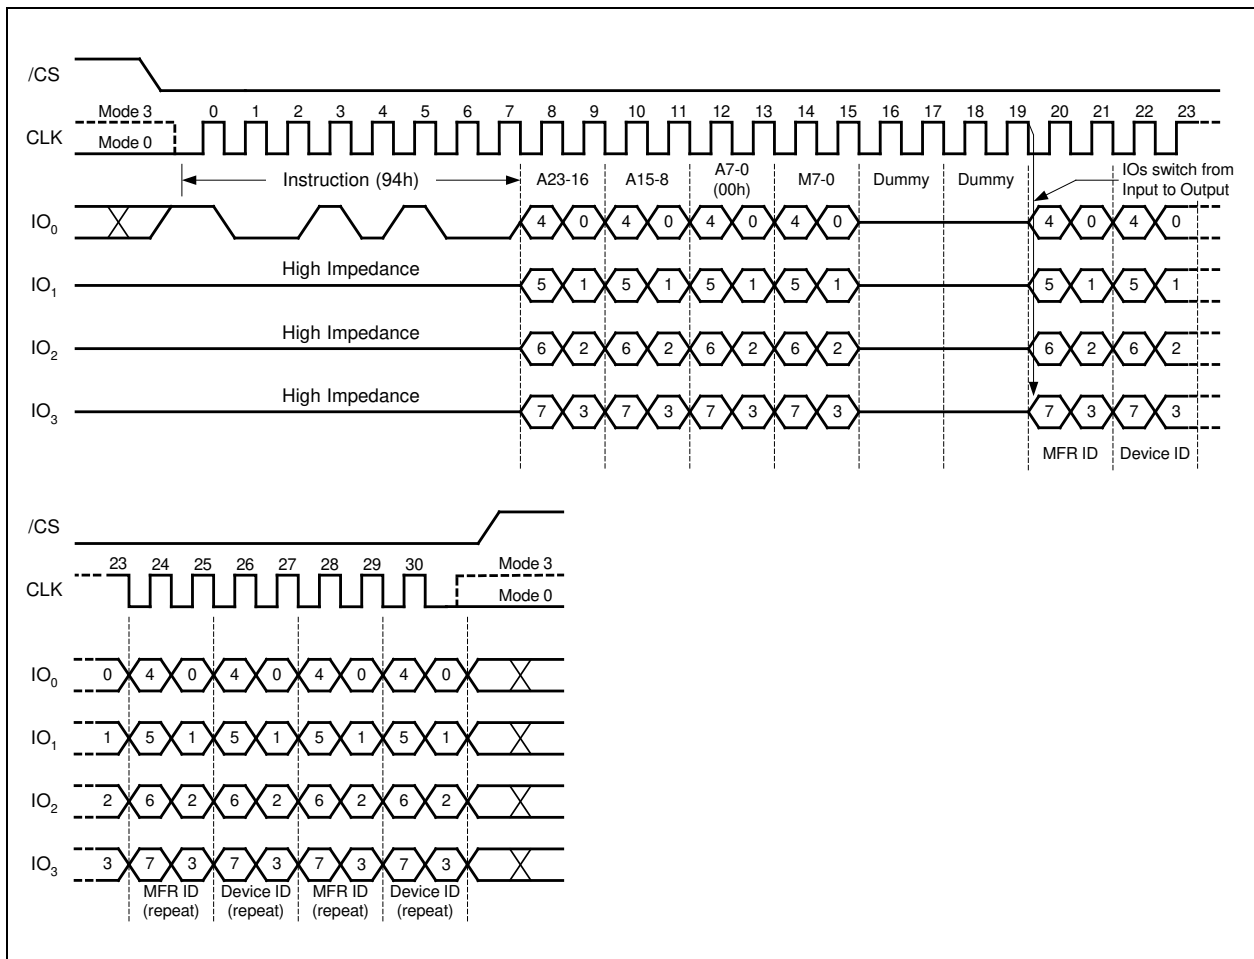 /CS
Mode 3 0 1 2 3 4 5 6 7 8 9 10 11 12 13 14 15 16 17 18 19 20 21 22 23
CLK Mode 0
Instruction (94h) A23-16 A15-8 A7-0 (00h) M7-0 Dummy Dummy IOs switch from
Input to Output
IO0 4 0 4 0 4 0 4 0 4 0 4 0
High Impedance
IO1 5 1 5 1 5 1 5 1 5 1 5 1
High Impedance
IO2 6 2 6 2 6 2 6 2 6 2 6 2
High Impedance
IO3 7 3 7 3 7 3 7 3 7 3 7 3
MFR ID Device ID
/CS
23 24 25 26 27 28 29 30 Mode 3
CLK Mode 0
IO0 0 4 0 4 0 4 0 4 0
IO1 1 5 1 5 1 5 1 5 1
IO2 2 6 2 6 2 6 2 6 2
IO3 3 7 3 7 3 7 3 7 3
MFR ID Device ID MFR ID Device ID
(repeat) (repeat) (repeat) (repeat)